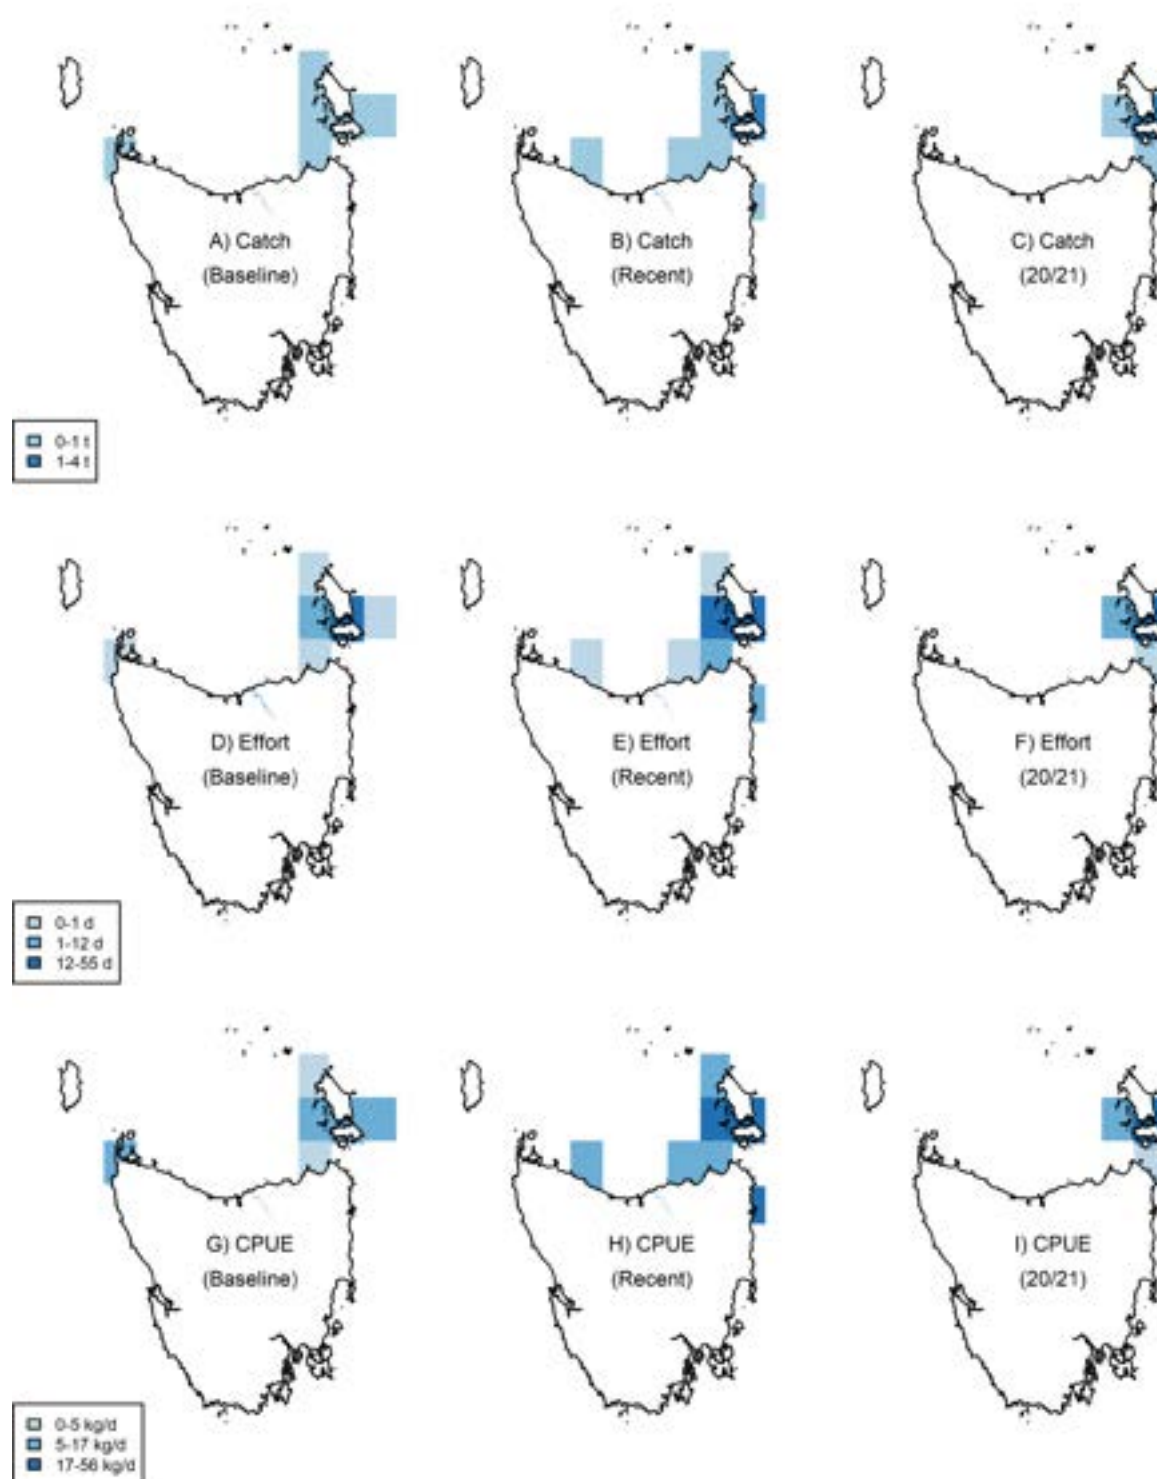 A) Catch
(Baseline)
B) Catch
(Recent)
C) Catch
(20/21)
0-1 t
1-4 t
D) Effort
(Baseline)
E) Effort
(Recent)
F) Effort
(20/21)
0-1 d
1-12 d
12-55 d
G) CPUE
(Baseline)
H) CPUE
(Recent)
I) CPUE
(20/21)
0-5 kg/d
5-17 kg/d
17-56 kg/d